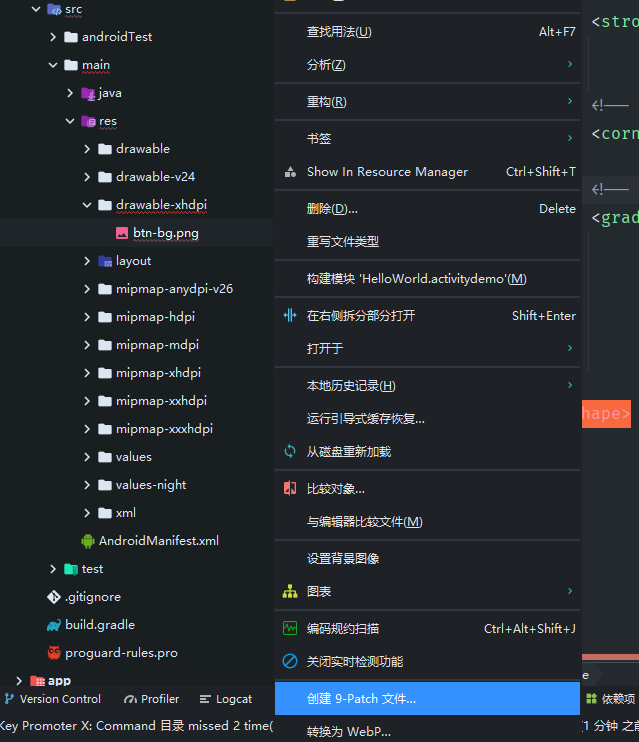 src
androidTest
main
java
res
drawable
drawable-v24
drawable-xhdpi
btn-bg.png
layout
mipmap-anydpi-v26
mipmap-hdpi
mipmap-mdpi
mipmap-xhdpi
mipmap-xxhdpi
mipmap-xxxhdpi
values
values-night
xml
AndroidManifest.xml
test
.gitignore
build.gradle
proguard-rules.pro
app
查找用法(U) Alt+F7
分析(Z)
重构(R)
书签
Show In Resource Manager Ctrl+Shift+T
删除(D)... Delete
重写文件类型
构建模块 'HelloWorld.activitydemo'(M)
在右侧拆分部分打开 Shift+Enter
打开于
本地历史记录(H)
运行引导式缓存恢复...
从磁盘重新加载
比较对象...
与编辑器比较文件(M)
设置背景图像
图表
编码规约扫描 Ctrl+Alt+Shift+J
关闭实时检测功能
创建 9-Patch 文件...
转换为 WebP...
<stro
<!--
<corn
<!--
<grad
hape>
e
Version Control Profiler Logcat 依赖项
Key Promoter X: Command 目录 missed 2 time( (1 分钟 之前